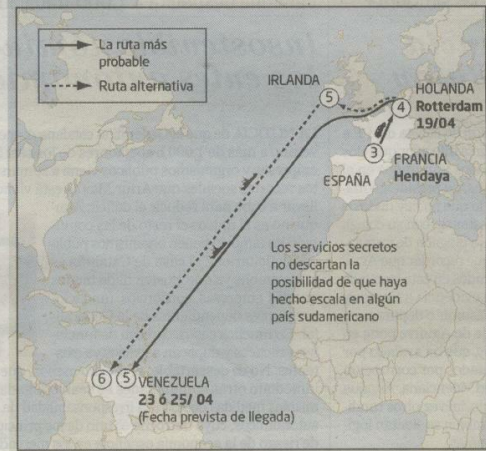 La ruta más
probable
Ruta alternativa
IRLANDA
5
HOLANDA
4
Rotterdam
19/04
3
FRANCIA
Hendaya
ESPAÑA
Los servicios secretos
no descartan la
posibilidad de que haya
hecho escala en algún
país sudamericano
6
5
VENEZUELA
23 ó 25/ 04
(Fecha prevista de llegada)